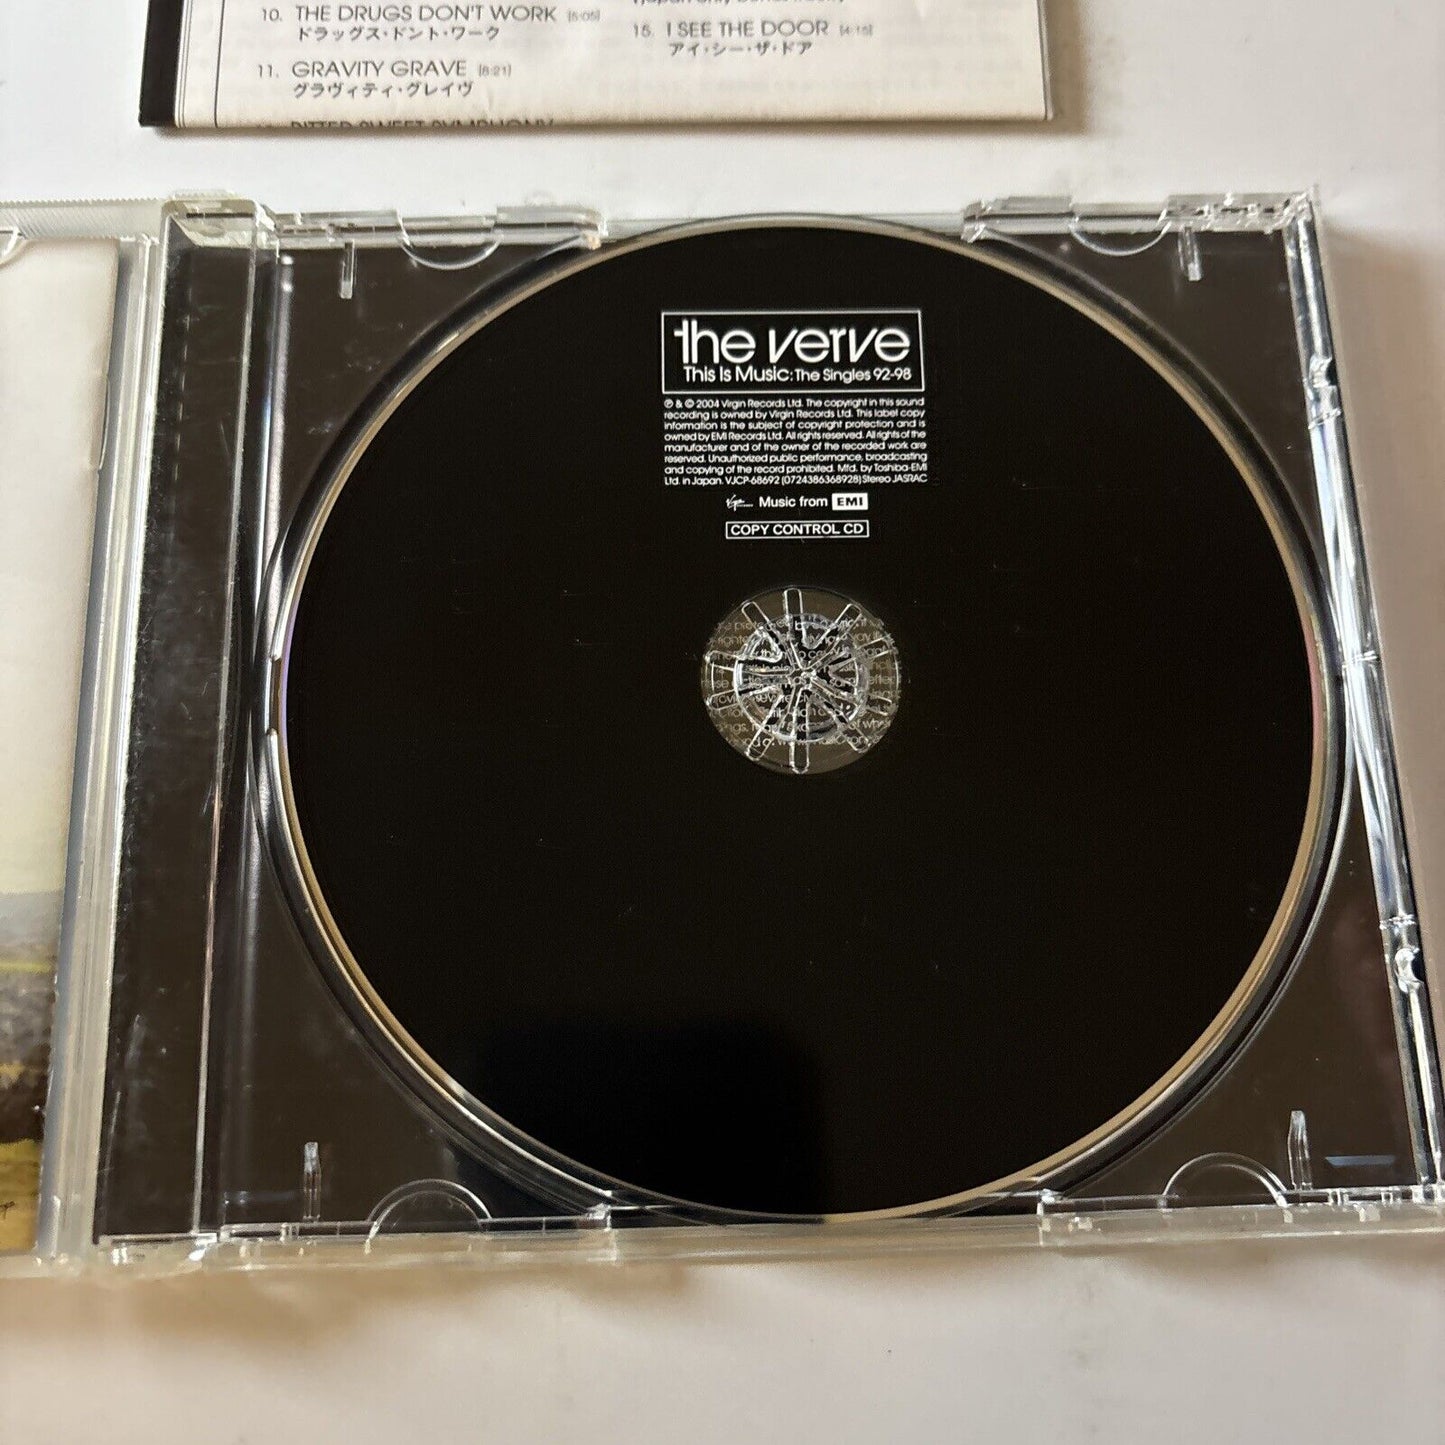 10. THE DRUGS DON'T WORK [5:05]
ドラッグス・ドント・ワーク
11. GRAVITY GRAVE [8:21]
グラヴィティ・グレイヴ
BITTER SWEET SYMPHONY
15. I SEE THE DOOR [4:15]
アイ・シー・ザ・ドア
the verve
This Is Music: The Singles 92-98
℗ & © 2004 Virgin Records Ltd. The copyright in this sound
recording is owned by Virgin Records Ltd. This label copy
information is the subject of copyright protection and is
owned by EMI Records Ltd. All rights reserved. All rights of the
manufacturer and of the owner of the recorded work are
reserved. Unauthorized public performance, broadcasting
and copying of the record prohibited. Mfd. by Toshiba-EMI
Ltd. in Japan. VJCP-68692 (0724386368928) Stereo JASRAC
Virgin Music from EMI
COPY CONTROL CD